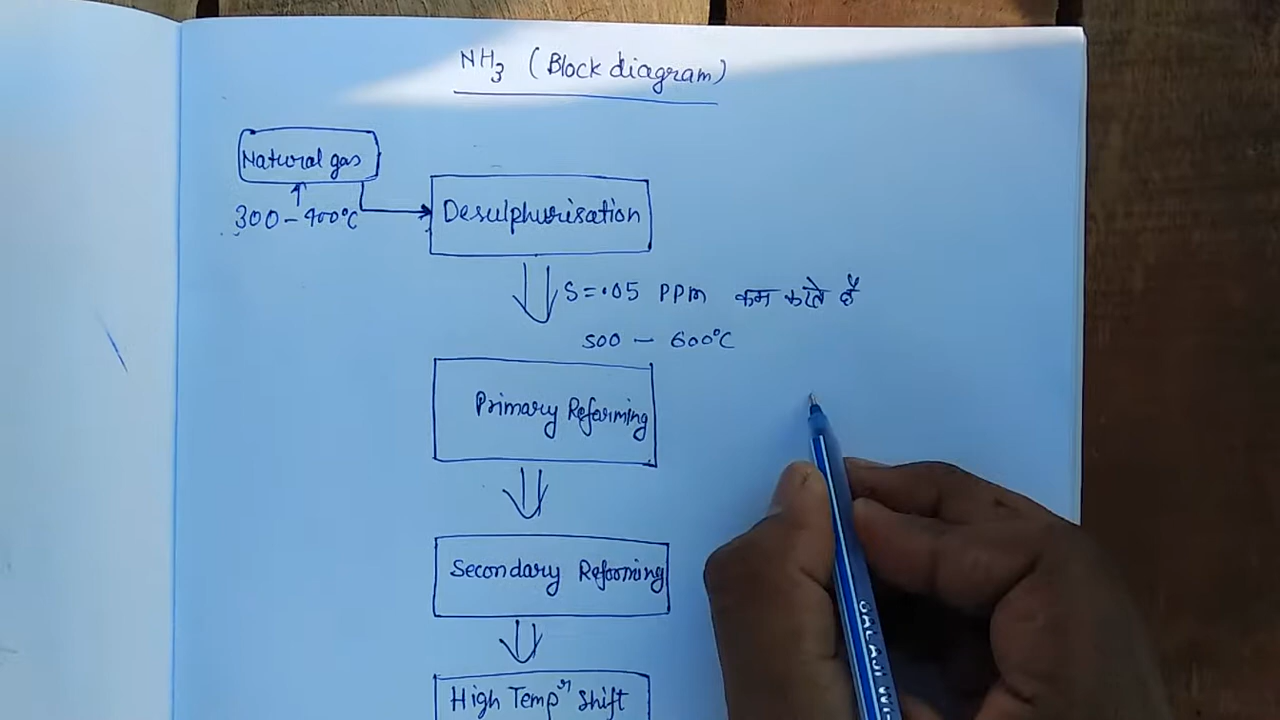 NH3 (Block diagram)
Natural gas
300-400°C
Desulphurisation
S=.05 PPm कम करते है
500 - 600°C
Primary Reforming
Secondary Reforming
High Tempr shift